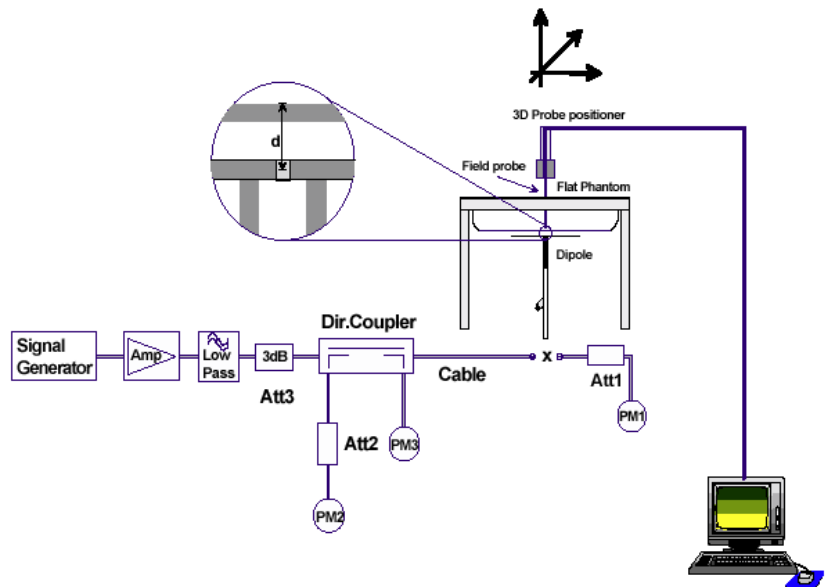 3D Probe positioner
d
Field probe
Flat Phantom
Dipole
Dir.Coupler
Signal
Generator
Amp
Low
Pass
3dB
Att3
Cable
x
Att1
PM1
Att2
PM3
PM2